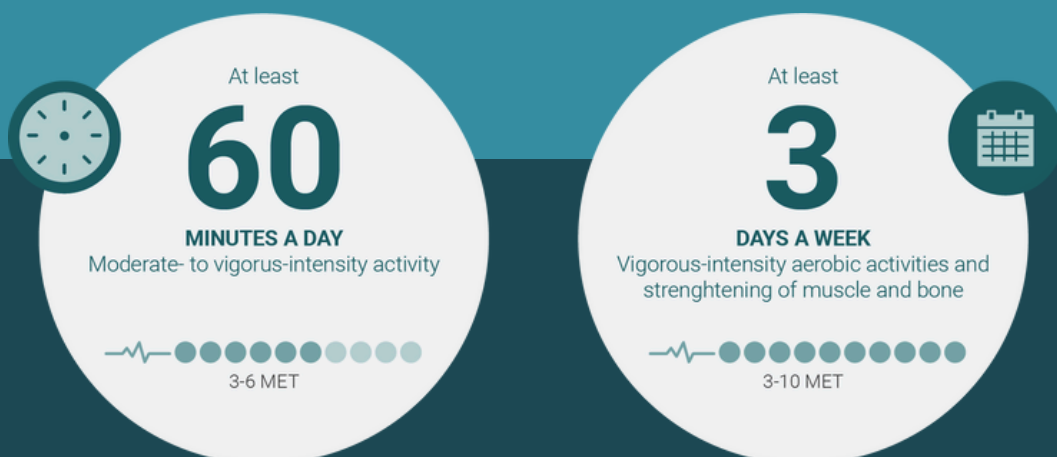 At least
60
MINUTES A DAY
Moderate- to vigorus-intensity activity
3-6 MET
At least
3
DAYS A WEEK
Vigorous-intensity aerobic activities and
strenghtening of muscle and bone
3-10 MET